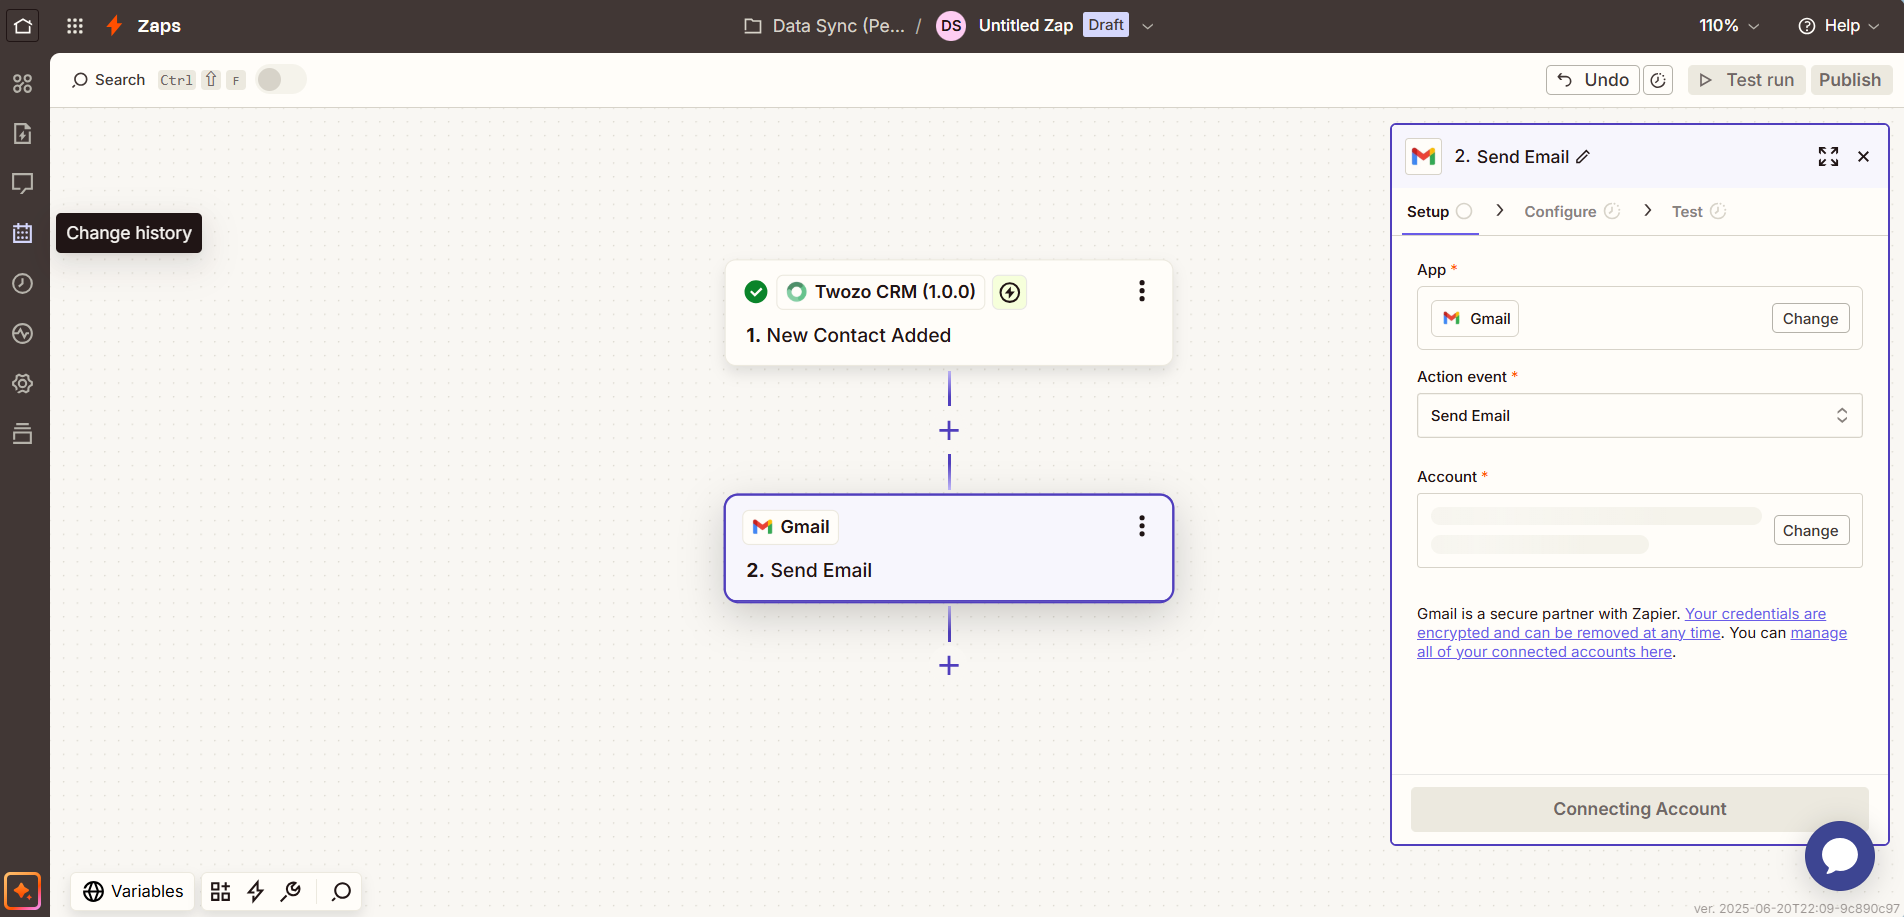 Zaps
Data Sync (Pe... / DS Untitled Zap Draft
110%
Help
Search Ctrl ⇧ F
Undo
Test run
Publish
Change history
Twozo CRM (1.0.0)
1. New Contact Added
Gmail
2. Send Email
2. Send Email
Setup
Configure
Test
App *
Gmail
Change
Action event *
Send Email
Account *
Change
Gmail is a secure partner with Zapier. Your credentials are
encrypted and can be removed at any time. You can manage
all of your connected accounts here.
Connecting Account
Variables
ver. 2025-06-20T22:09-9c890c97